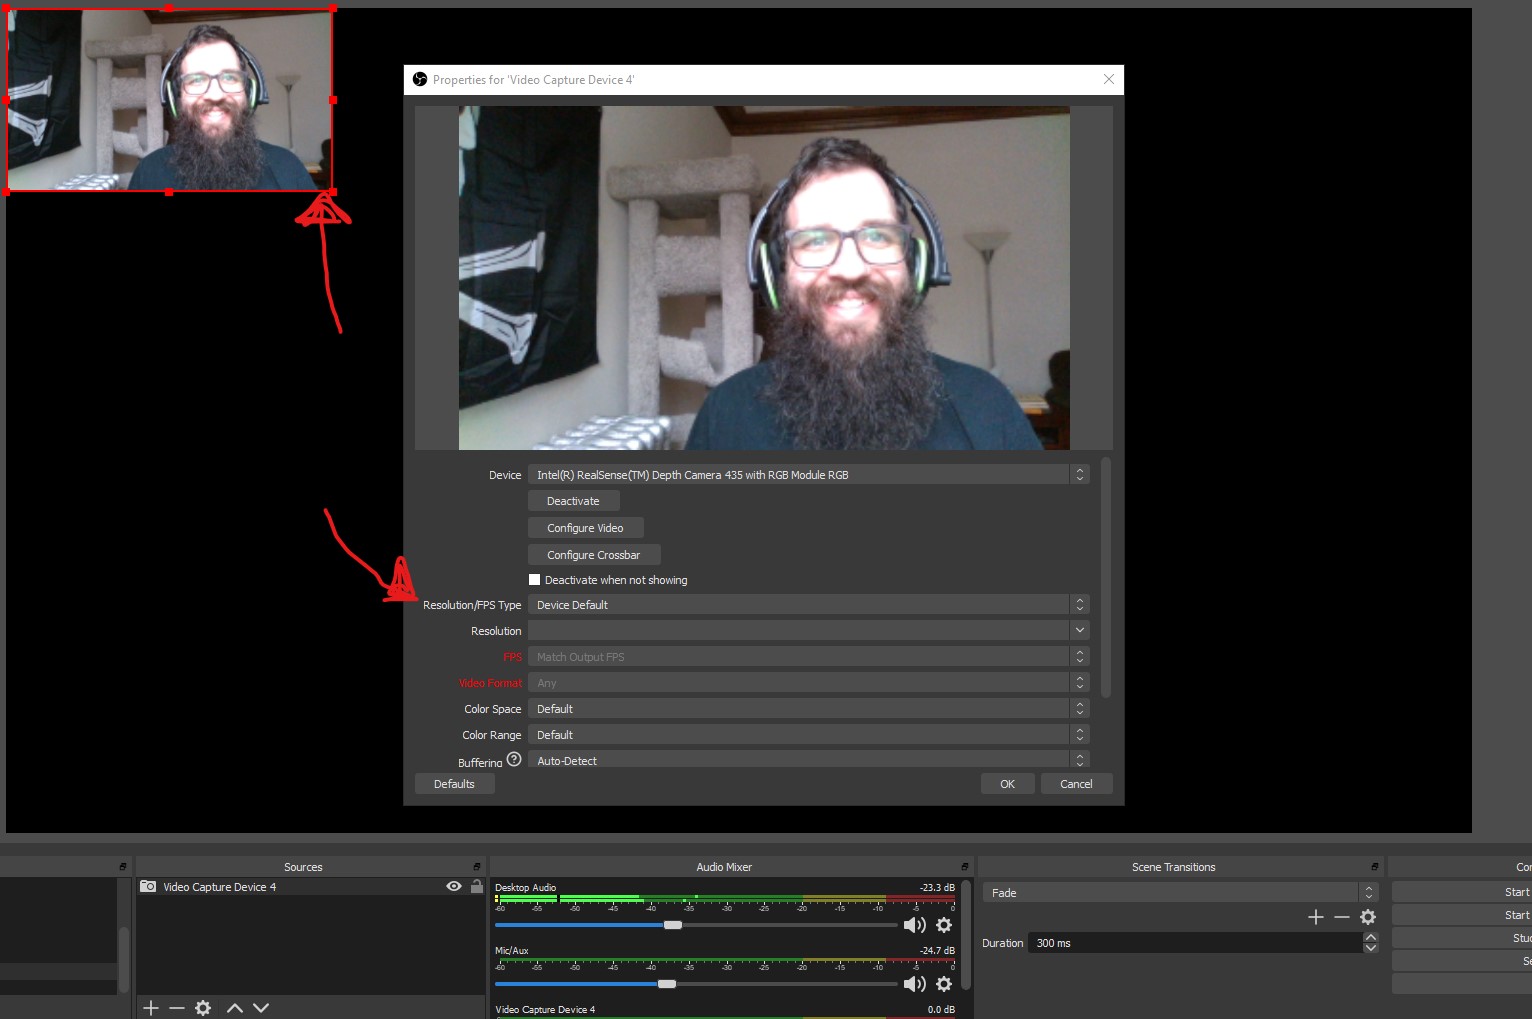 Properties for 'Video Capture Device 4'
Device Intel(R) RealSense(TM) Depth Camera 435 with RGB Module RGB
Deactivate
Configure Video
Configure Crossbar
Deactivate when not showing
Resolution/FPS Type Device Default
Resolution
FPS Match Output FPS
Video Format Any
Color Space Default
Color Range Default
Buffering ? Auto-Detect
Defaults OK Cancel
Sources
Video Capture Device 4
Audio Mixer
Desktop Audio -23.3 dB
-60 -55 -50 -45 -40 -35 -30 -25 -20 -15 -10 -5 0
Mic/Aux -24.7 dB
-60 -55 -50 -45 -40 -35 -30 -25 -20 -15 -10 -5 0
Video Capture Device 4 0.0 dB
Scene Transitions
Fade
Duration 300 ms
Cor
Start
Start
Stuc
Se